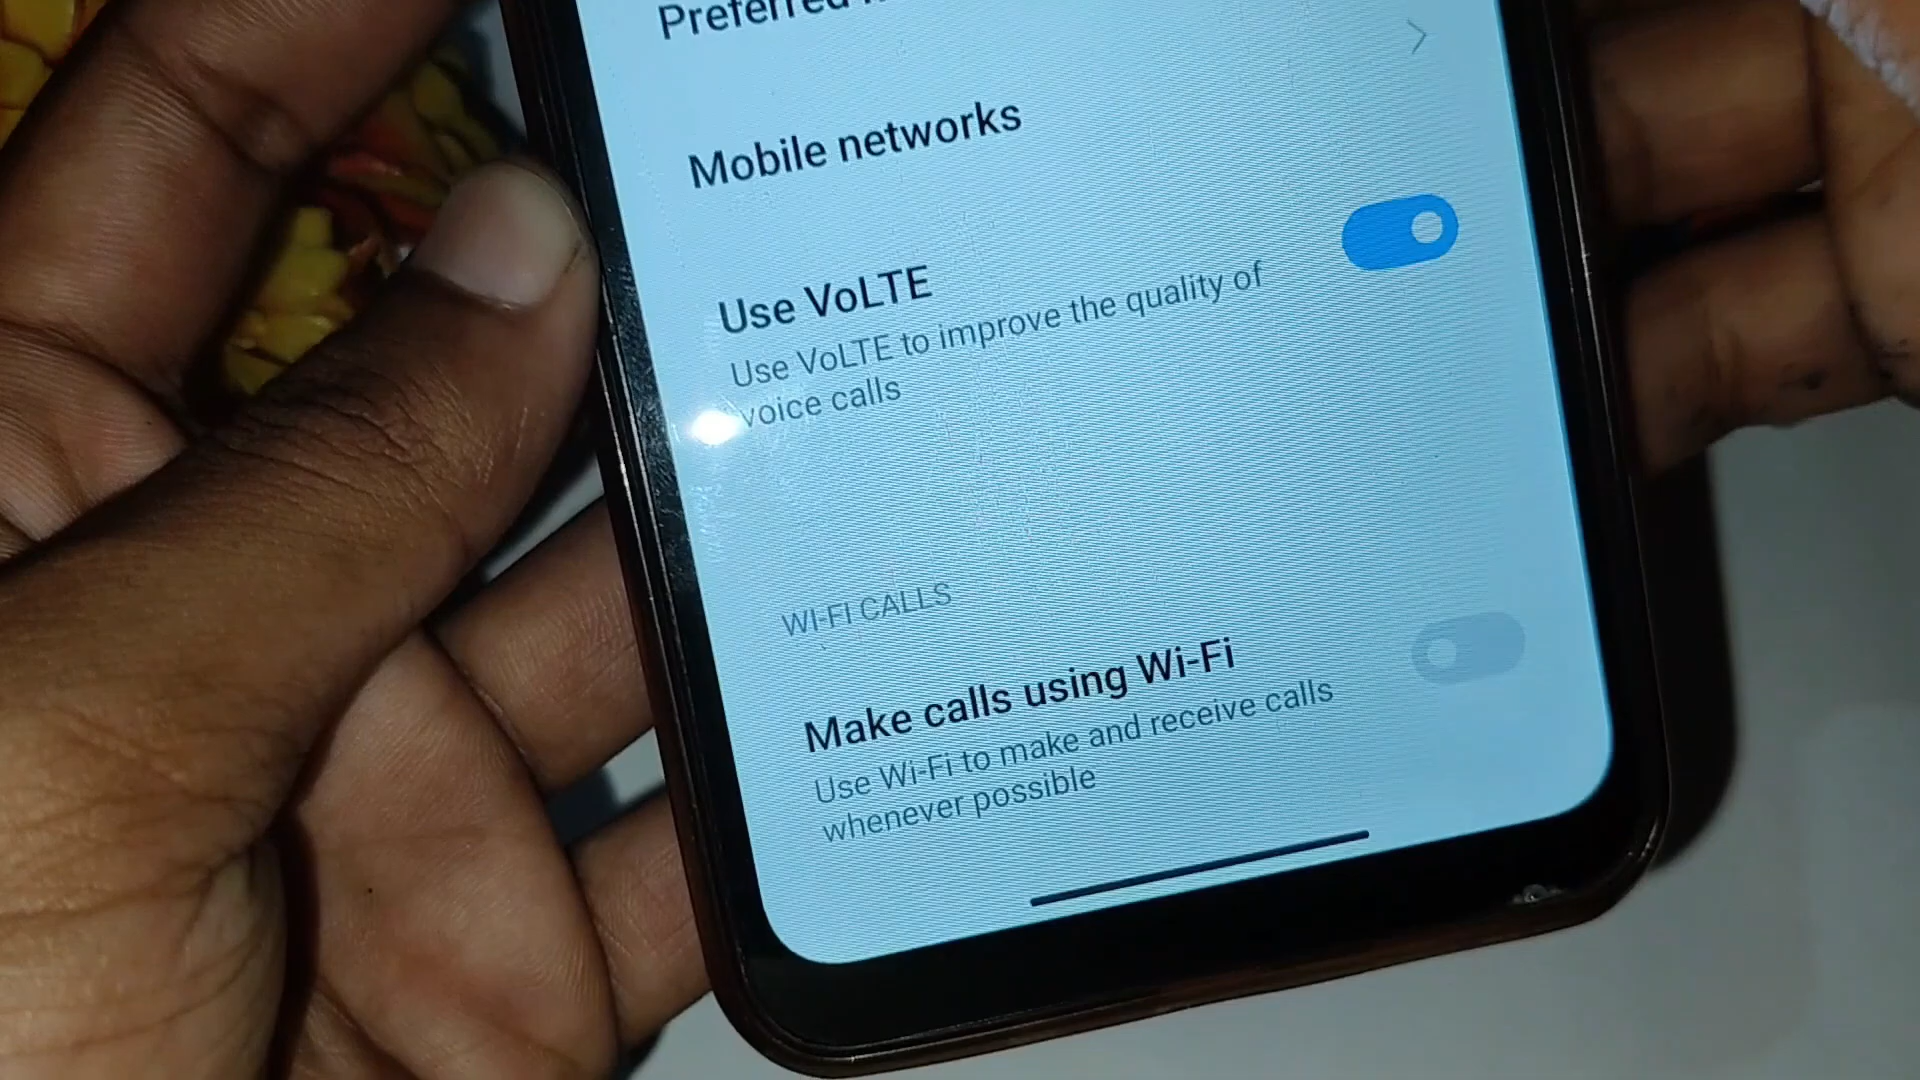 Preferred
Mobile networks
Use VoLTE
Use VoLTE to improve the quality of
voice calls
WI-FI CALLS
Make calls using Wi-Fi
Use Wi-Fi to make and receive calls
whenever possible